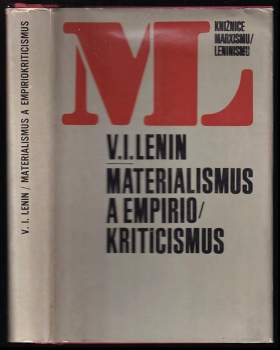 V. I. LENIN / MATERIALISMUS A EMPIRIOKRITICISMUS
ML
KNIŽNICE
MARXISMU/
LENINISMU
V.I.LENIN
MATERIALISMUS
A EMPIRIO/
KRITICISMUS